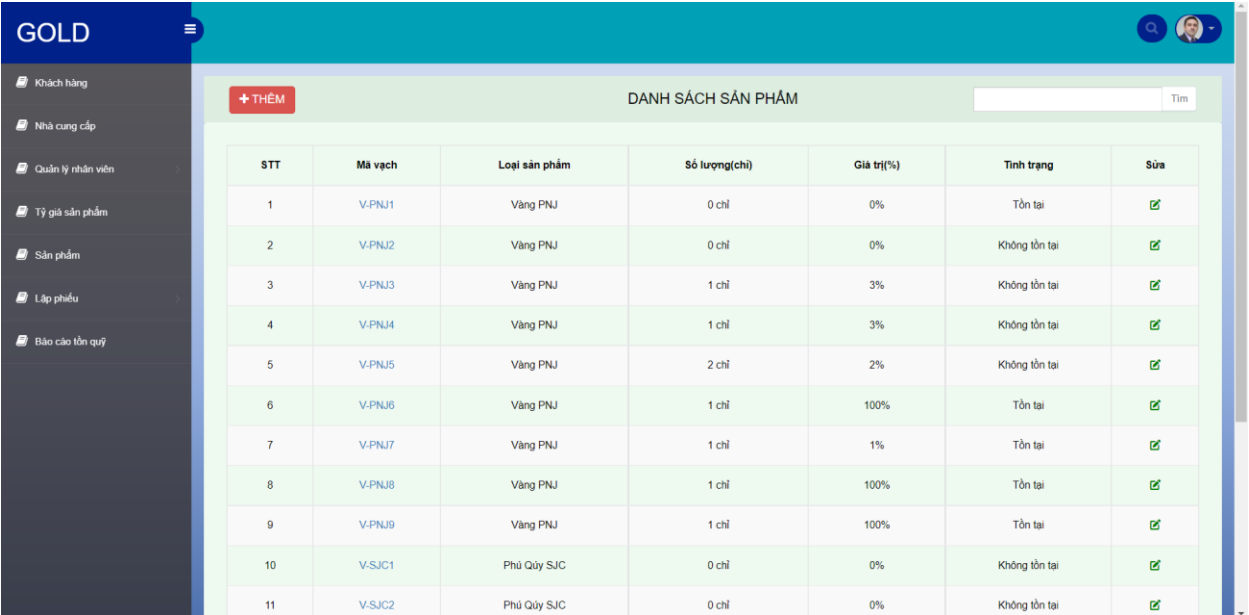 GOLD
Khách hàng
Nhà cung cấp
Quản lý nhân viên
Tỷ giá sản phẩm
Sản phẩm
Lập phiếu
Báo cáo tồn quỹ
+ THÊM
DANH SÁCH SẢN PHẨM
Tìm
STT Mã vạch Loại sản phẩm Số lượng(chỉ) Giá trị(%) Tình trạng Sửa
1 V-PNJ1 Vàng PNJ 0 chỉ 0% Tồn tại
2 V-PNJ2 Vàng PNJ 0 chỉ 0% Không tồn tại
3 V-PNJ3 Vàng PNJ 1 chỉ 3% Không tồn tại
4 V-PNJ4 Vàng PNJ 1 chỉ 3% Không tồn tại
5 V-PNJ5 Vàng PNJ 2 chỉ 2% Không tồn tại
6 V-PNJ6 Vàng PNJ 1 chỉ 100% Tồn tại
7 V-PNJ7 Vàng PNJ 1 chỉ 1% Tồn tại
8 V-PNJ8 Vàng PNJ 1 chỉ 100% Tồn tại
9 V-PNJ9 Vàng PNJ 1 chỉ 100% Tồn tại
10 V-SJC1 Phú Qúy SJC 0 chỉ 0% Không tồn tại
11 V-SJC2 Phú Qúy SJC 0 chỉ 0% Không tồn tại